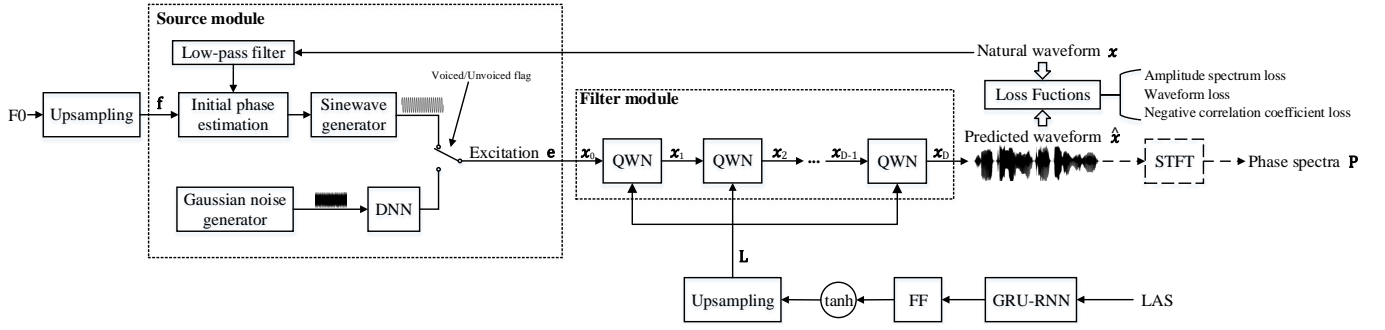 Source module
Low-pass filter
Natural waveform x
Voiced/Unvoiced flag
Amplitude spectrum loss
Loss Fuctions
Waveform loss
Negative correlation coefficient loss
F0
Upsampling
f
Initial phase
estimation
Sinewave
generator
Filter module
Predicted waveform x̂
Excitation e
x0
QWN
x1
QWN
x2
...
xD-1
QWN
xD
STFT
Phase spectra P
Gaussian noise
generator
DNN
L
Upsampling
tanh
FF
GRU-RNN
LAS